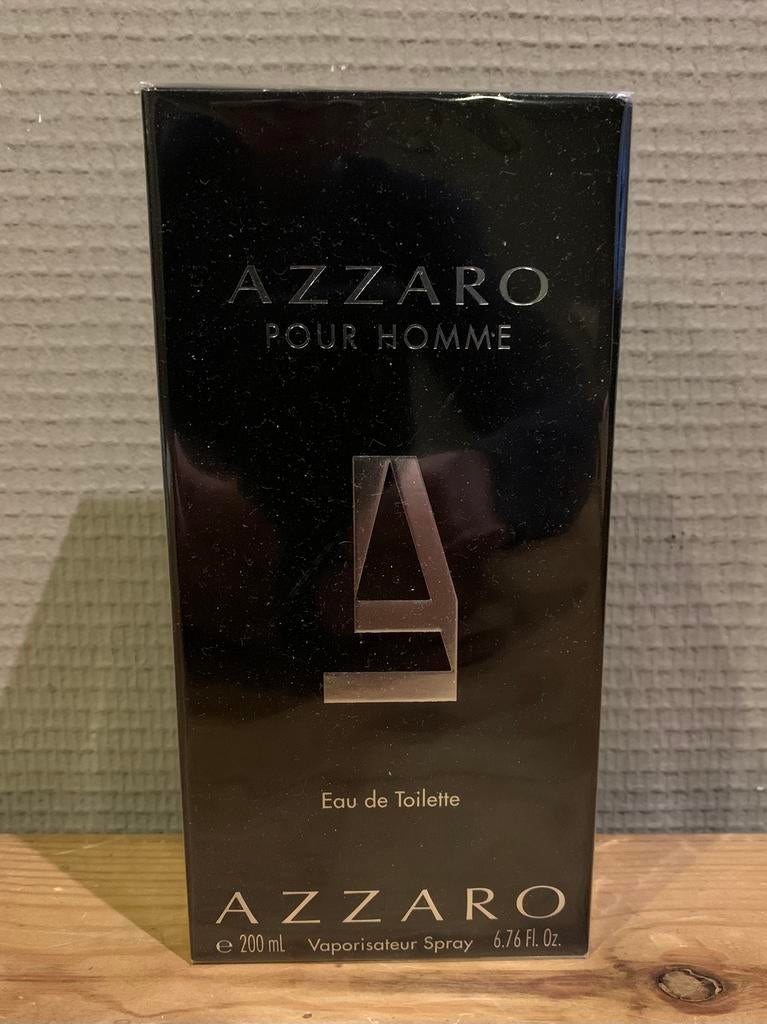 AZZARO
POUR HOMME
Eau de Toilette
AZZARO
℮ 200 mL Vaporisateur Spray 6.76 Fl. Oz.